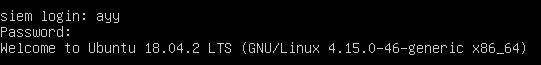 siem login: ayy
Password:
Welcome to Ubuntu 18.04.2 LTS (GNU/Linux 4.15.0-46-generic x86_64)